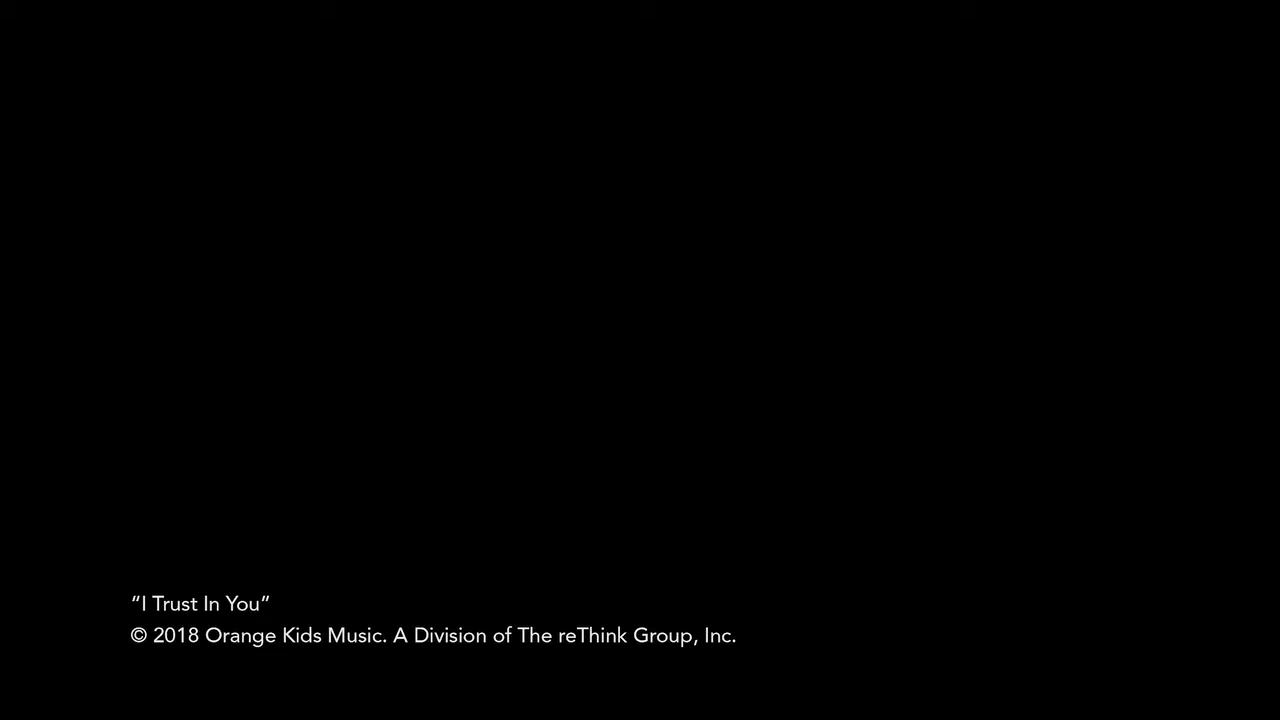 “I Trust In You”
© 2018 Orange Kids Music. A Division of The reThink Group, Inc.